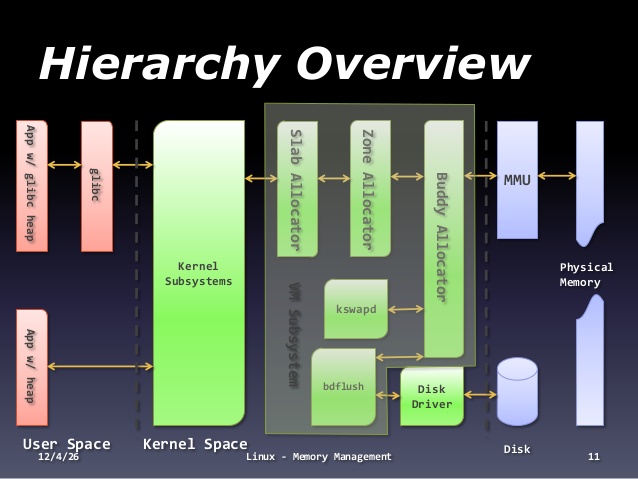 Hierarchy Overview
App w/ glibc heap
glibc
Kernel
Subsystems
Slab Allocator
Zone Allocator
Buddy Allocator
MMU
Physical
Memory
VM Subsystem
kswapd
App w/ heap
bdflush
Disk
Driver
Disk
User Space
Kernel Space
12/4/26
Linux - Memory Management
11